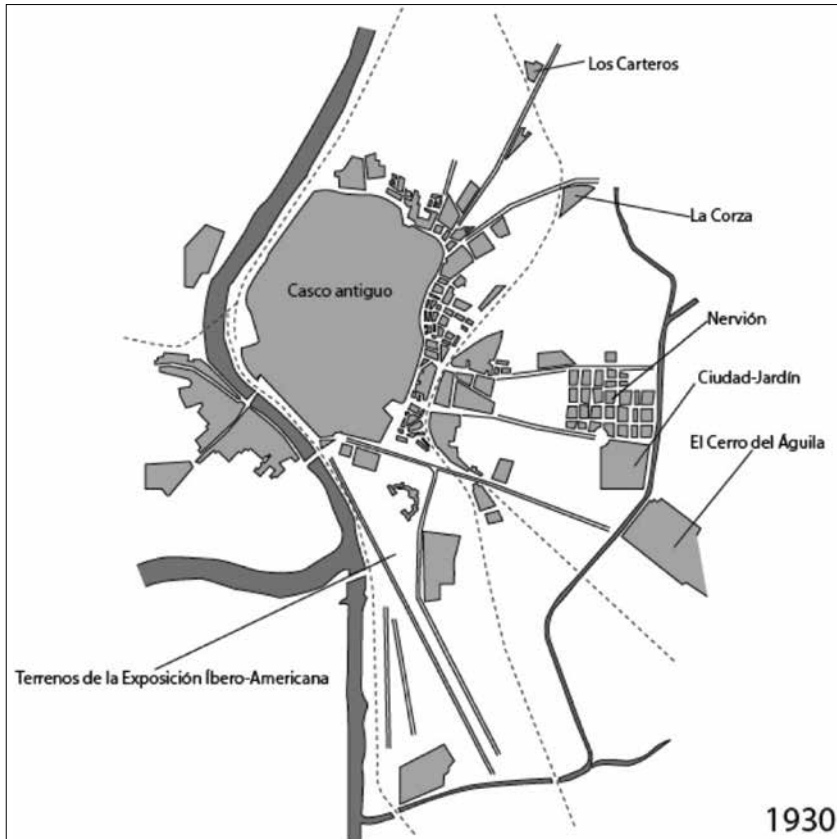 Los Carteros
La Corza
Casco antiguo
Nervión
Ciudad-Jardín
El Cerro del Águila
Terrenos de la Exposición Íbero-Americana
1930